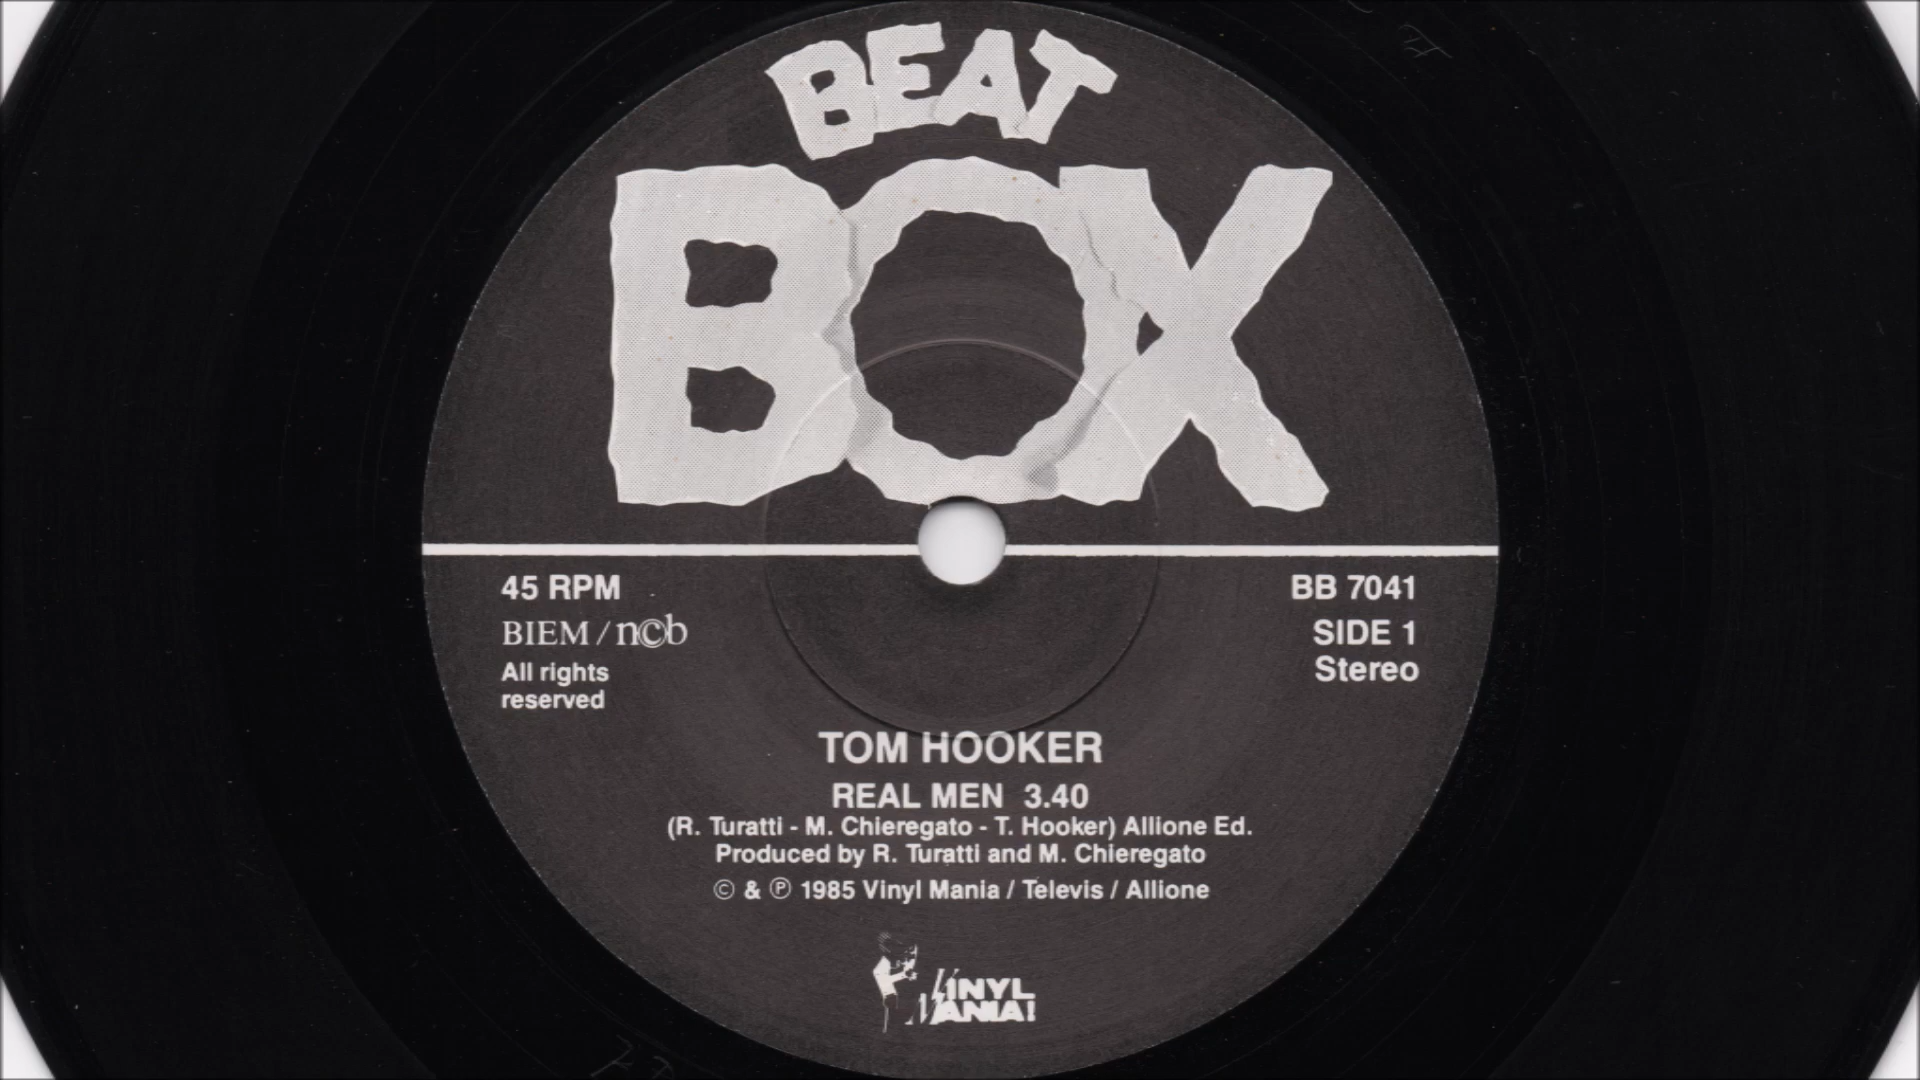 BEAT
BOX
45 RPM
BIEM / n©b
All rights
reserved
BB 7041
SIDE 1
Stereo
TOM HOOKER
REAL MEN 3.40
(R. Turatti - M. Chieregato - T. Hooker) Allione Ed.
Produced by R. Turatti and M. Chieregato
© & ℗ 1985 Vinyl Mania / Televis / Allione
VINYL
MANIA!